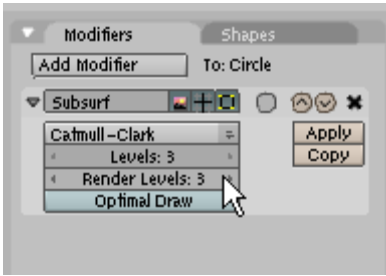 Modifiers Shapes
Add Modifier To: Circle
Subsurf
Catmull-Clark Apply
Levels: 3 Copy
Render Levels: 3
Optimal Draw